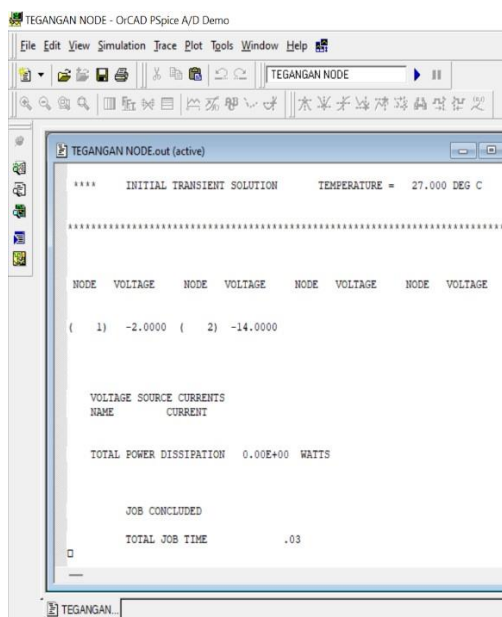 TEGANGAN NODE - OrCAD PSpice A/D Demo
File Edit View Simulation Trace Plot Tools Window Help
TEGANGAN NODE
TEGANGAN NODE.out (active)
**** INITIAL TRANSIENT SOLUTION TEMPERATURE = 27.000 DEG C
******************************************************************************
NODE VOLTAGE NODE VOLTAGE NODE VOLTAGE NODE VOLTAGE
( 1) -2.0000 ( 2) -14.0000
VOLTAGE SOURCE CURRENTS
NAME CURRENT
TOTAL POWER DISSIPATION 0.00E+00 WATTS
JOB CONCLUDED
TOTAL JOB TIME .03
TEGANGAN...